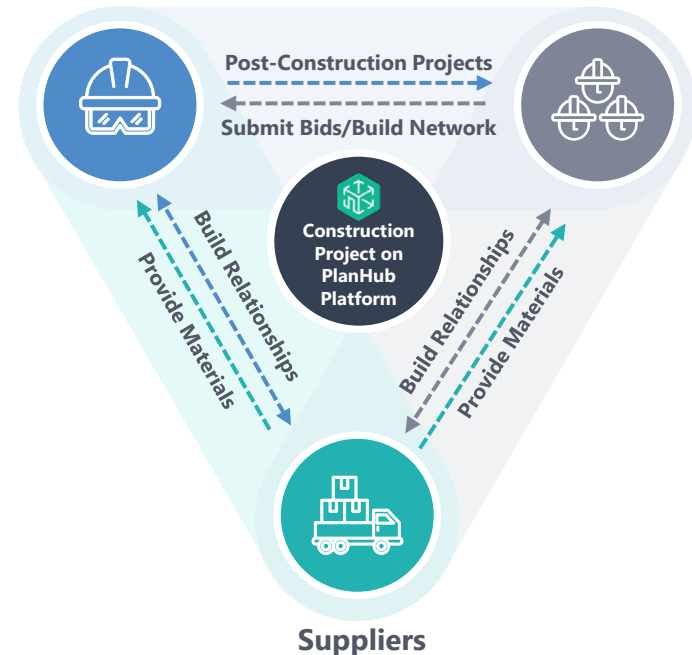 Post-Construction Projects
Submit Bids/Build Network
Construction
Project on
PlanHub
Platform
Build Relationships
Provide Materials
Build Relationships
Provide Materials
Suppliers